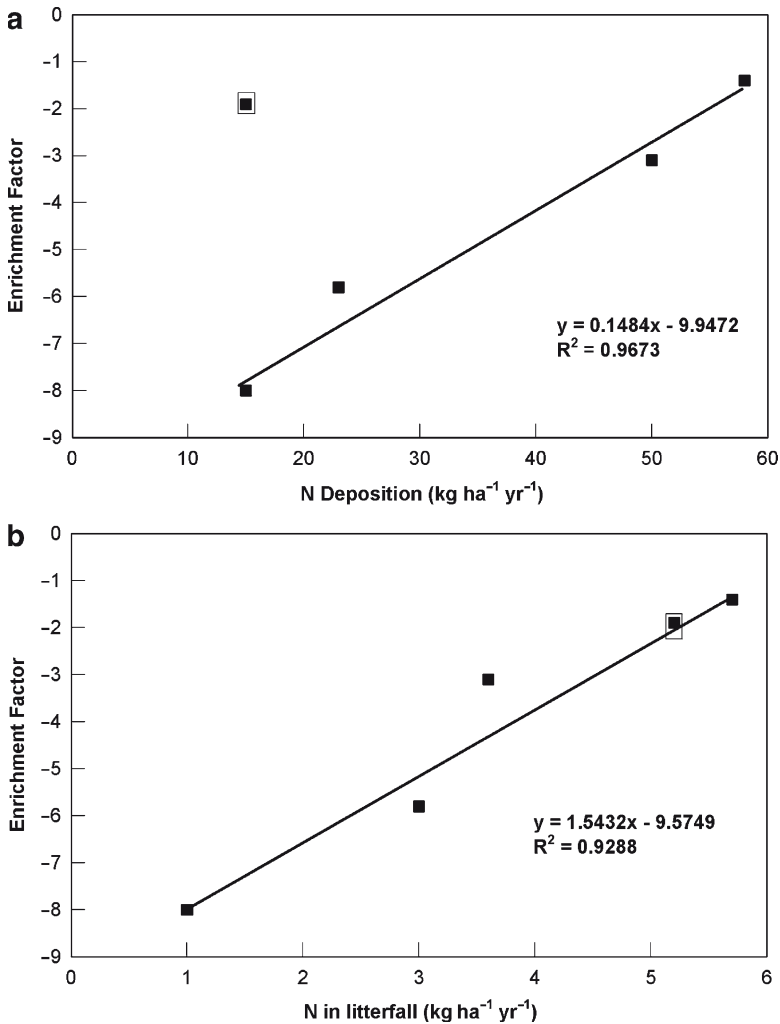 a
0
−1
−2
−3
−4
−5
−6
−7
−8
−9
Enrichment Factor
y = 0.1484x - 9.9472
R² = 0.9673
0 10 20 30 40 50 60
N Deposition (kg ha⁻¹ yr⁻¹)
b
0
−1
−2
−3
−4
−5
−6
−7
−8
−9
Enrichment Factor
y = 1.5432x - 9.5749
R² = 0.9288
0 1 2 3 4 5 6
N in litterfall (kg ha⁻¹ yr⁻¹)